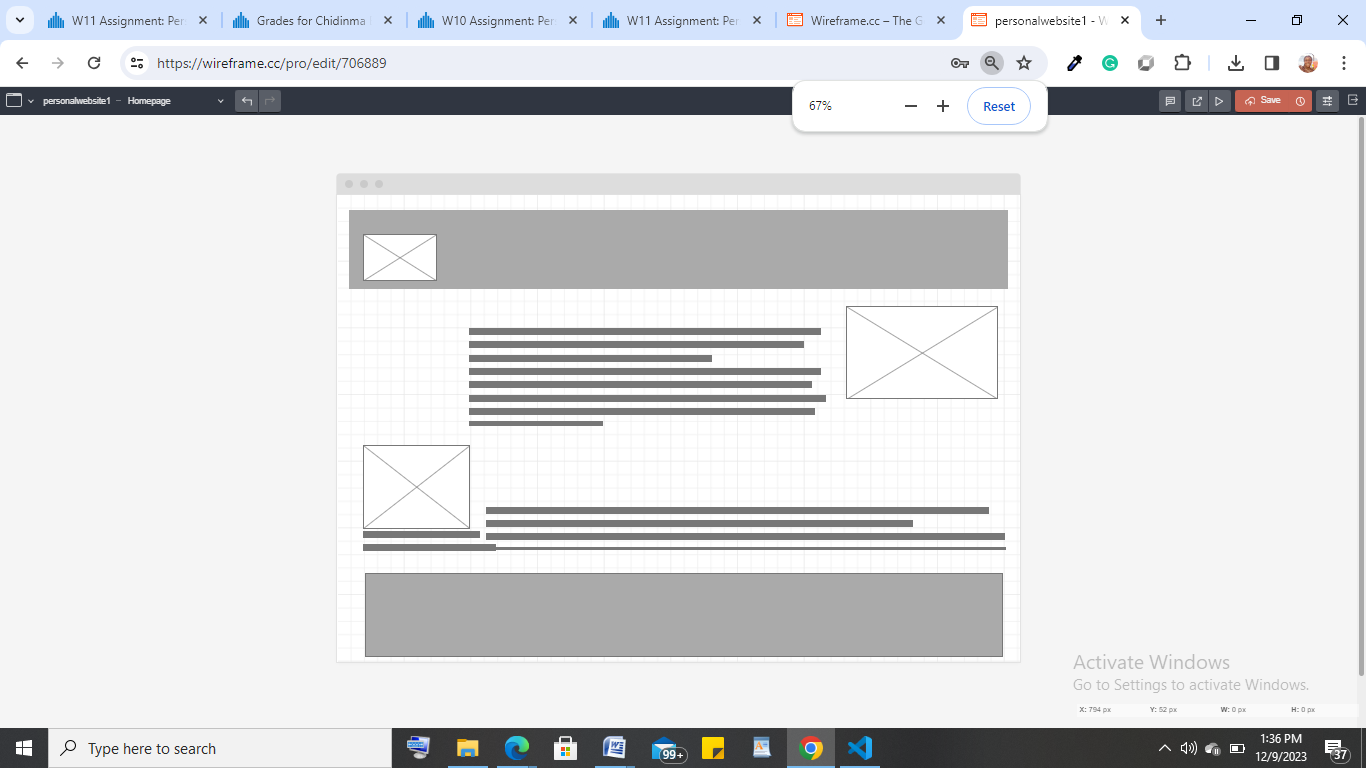 W11 Assignment: Per
Grades for Chidinma
W10 Assignment: Per
W11 Assignment: Per
Wireframe.cc – The G
personalwebsite1 - W
https://wireframe.cc/pro/edit/706889
67%
Reset
personalwebsite1 – Homepage
Save
Activate Windows
Go to Settings to activate Windows.
X: 794 px Y: 52 px W: 0 px H: 0 px
Type here to search
99+
1:36 PM
12/9/2023
37